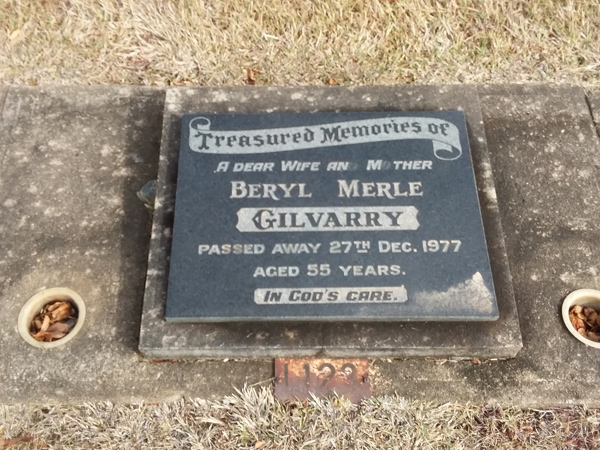 Treasured Memories of
A DEAR WIFE AND MOTHER
BERYL MERLE
GILVARRY
PASSED AWAY 27TH DEC. 1977
AGED 55 YEARS.
IN GOD'S CARE.
1123